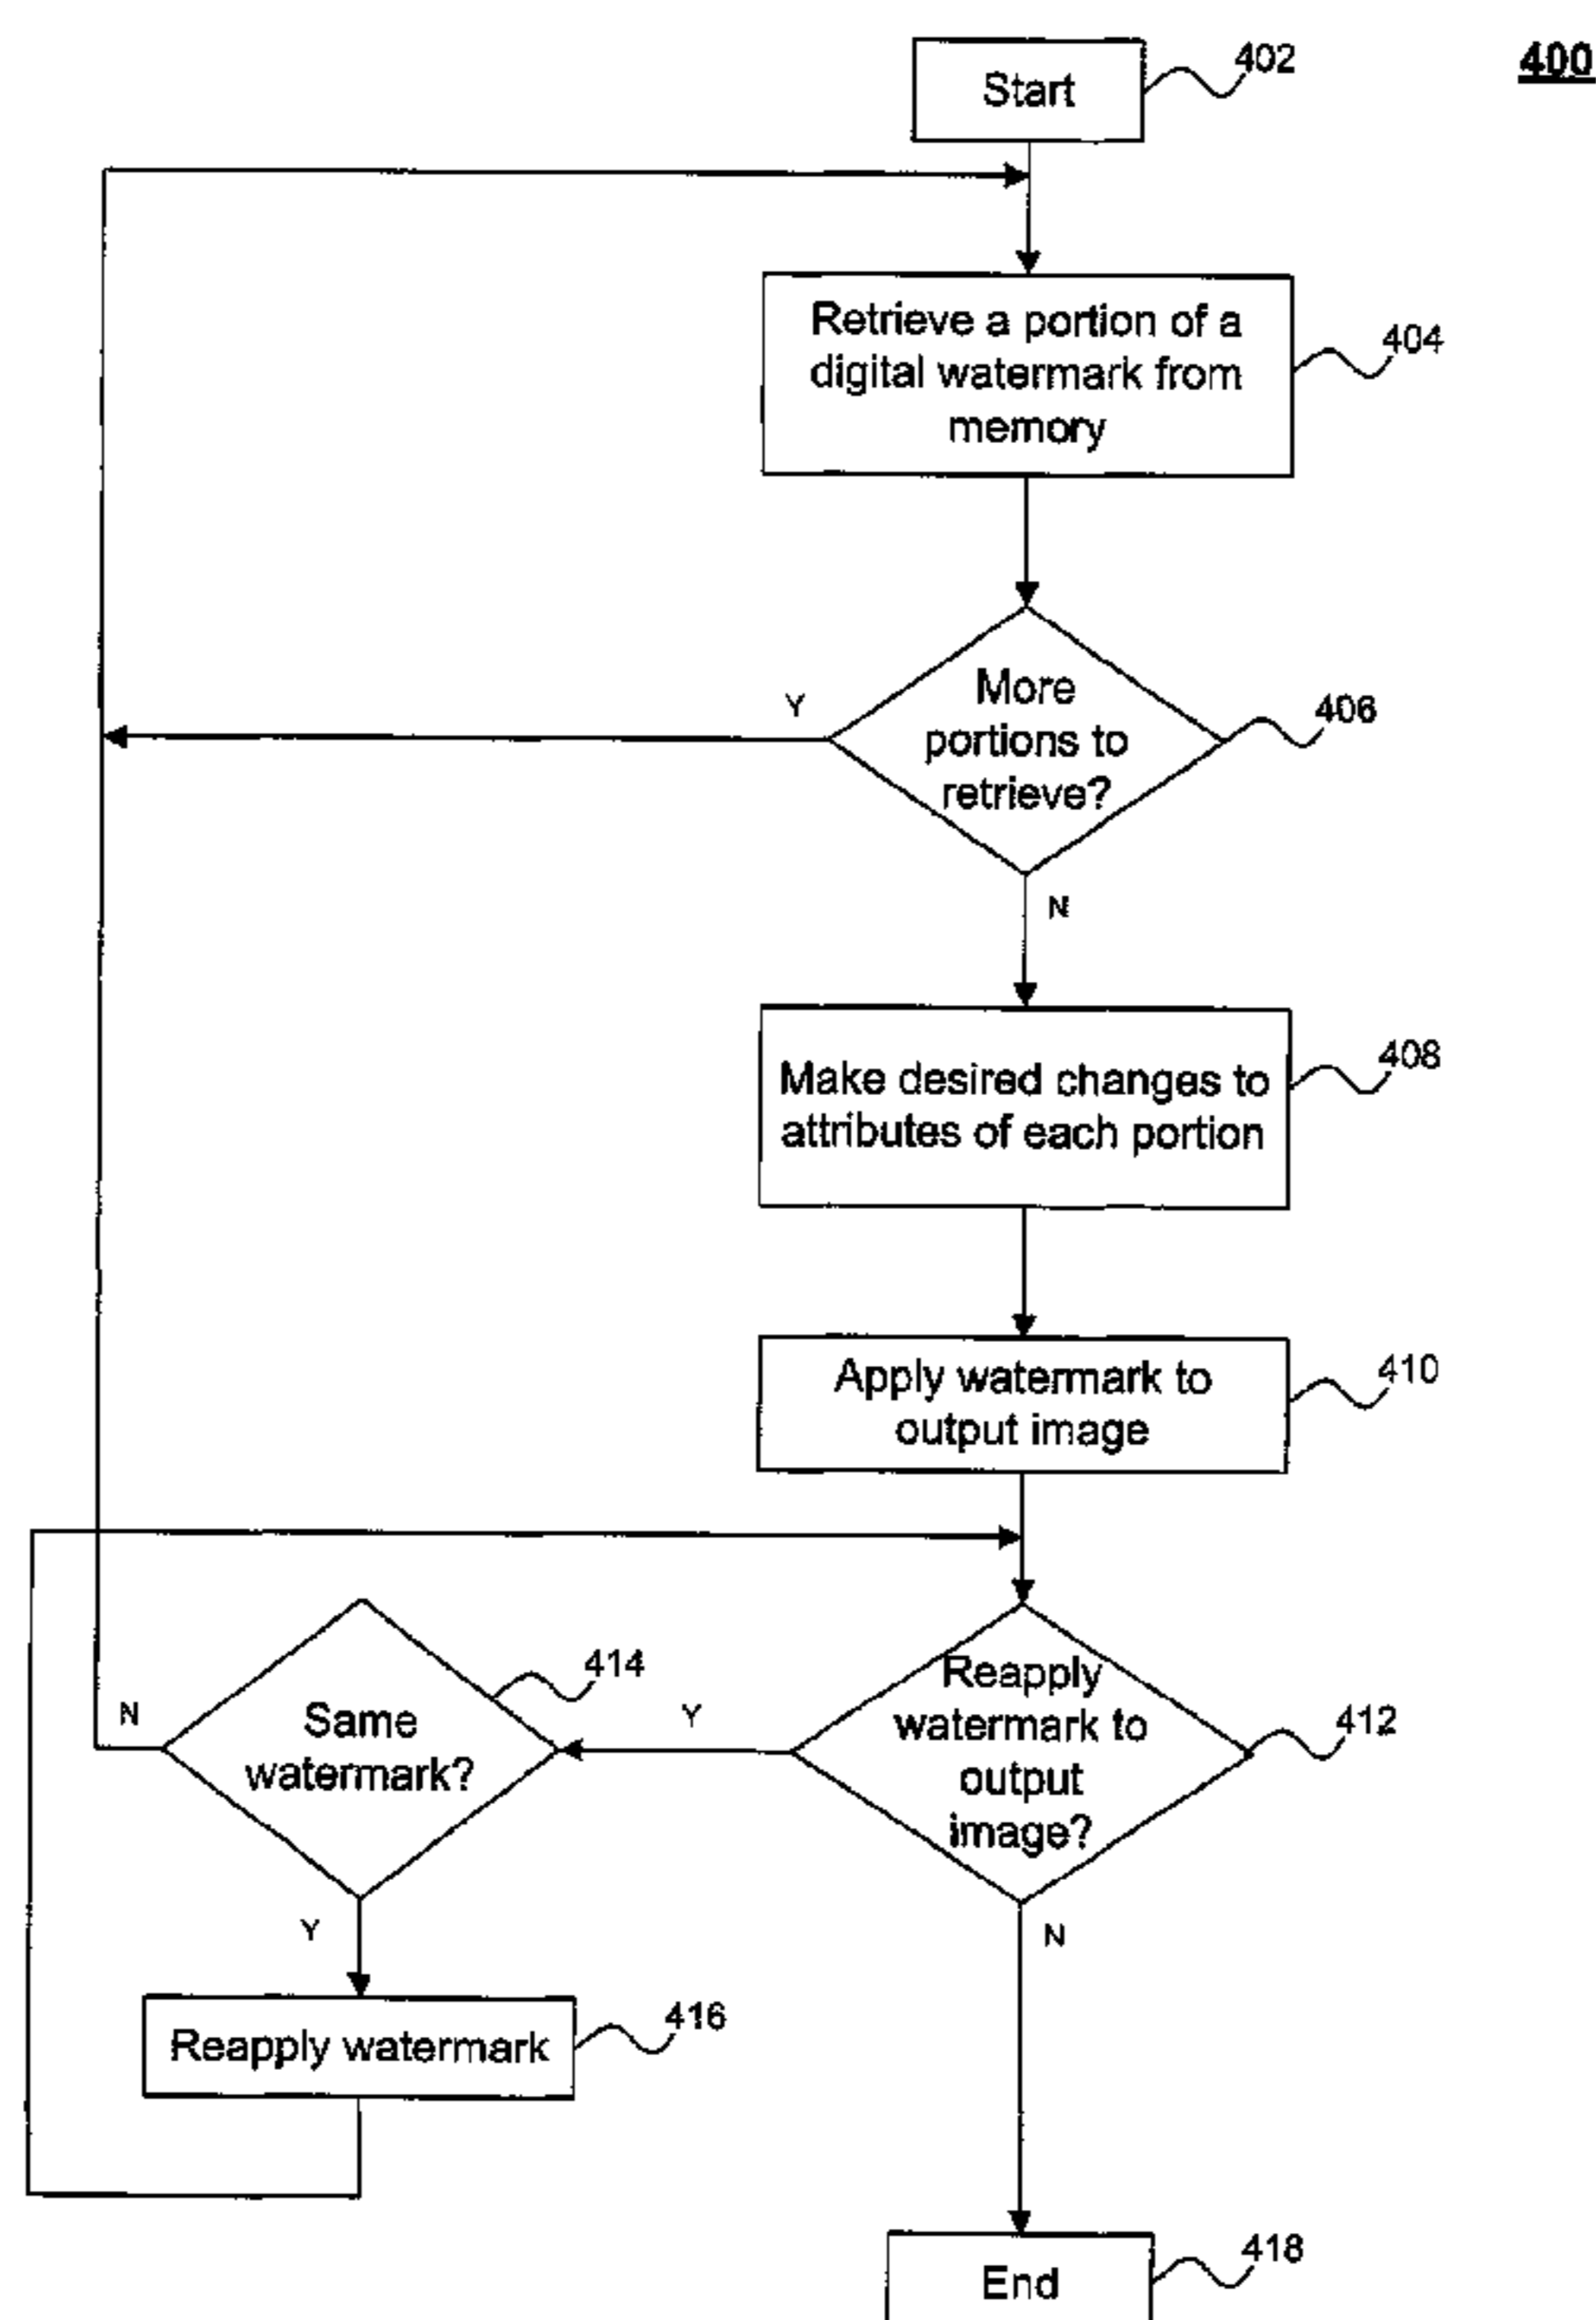 400
Start
402
Retrieve a portion of a
digital watermark from
memory
404
More
portions to
retrieve?
406
Y
N
Make desired changes to
attributes of each portion
408
Apply watermark to
output image
410
Reapply
watermark to
output
image?
412
Y
N
Same
watermark?
414
N
Y
Reapply watermark
416
End
418